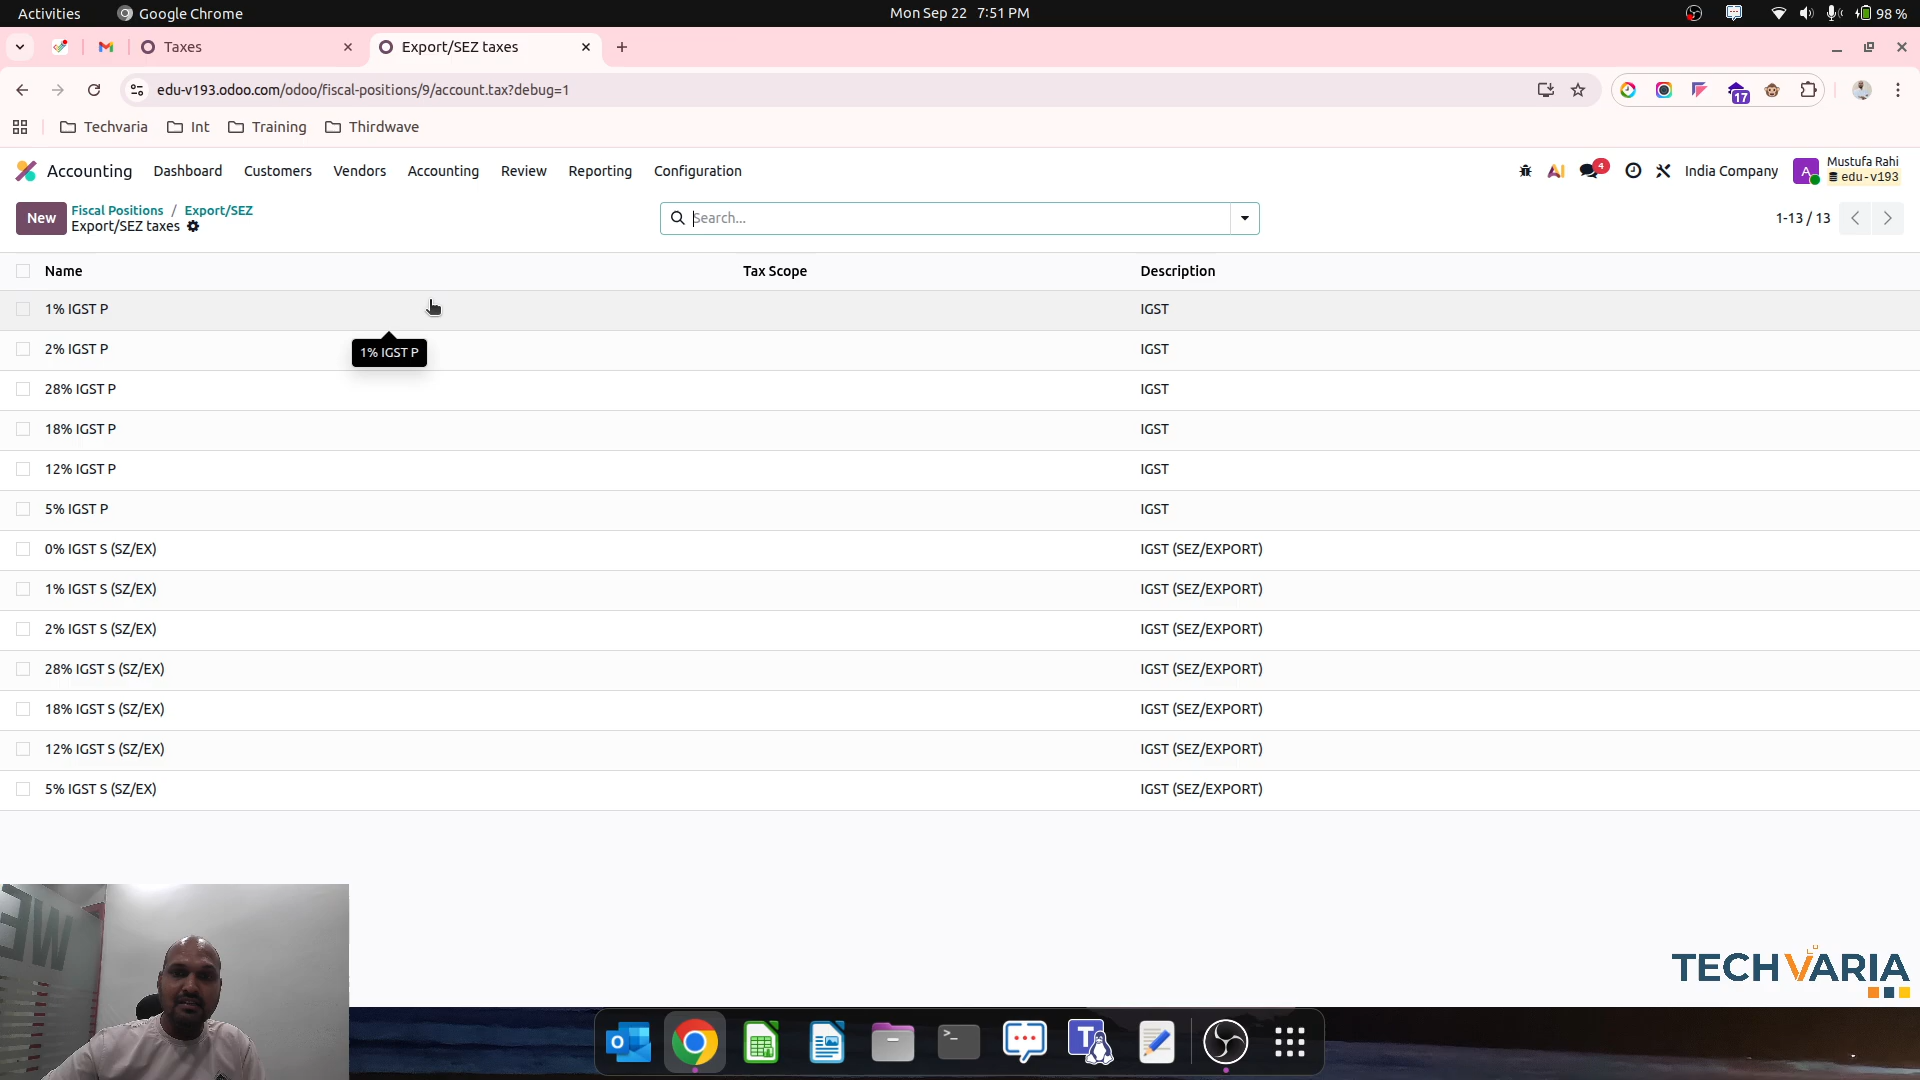 Activities Google Chrome Mon Sep 22 7:51 PM 98 %
Taxes Export/SEZ taxes
edu-v193.odoo.com/odoo/fiscal-positions/9/account.tax?debug=1 17
Techvaria Int Training Thirdwave
Accounting Dashboard Customers Vendors Accounting Review Reporting Configuration AI 4 India Company A Mustufa Rahi
edu-v193
New Fiscal Positions / Export/SEZ
Export/SEZ taxes Search... 1-13 / 13
Name Tax Scope Description
1% IGST P IGST
2% IGST P 1% IGST P IGST
28% IGST P IGST
18% IGST P IGST
12% IGST P IGST
5% IGST P IGST
0% IGST S (SZ/EX) IGST (SEZ/EXPORT)
1% IGST S (SZ/EX) IGST (SEZ/EXPORT)
2% IGST S (SZ/EX) IGST (SEZ/EXPORT)
28% IGST S (SZ/EX) IGST (SEZ/EXPORT)
18% IGST S (SZ/EX) IGST (SEZ/EXPORT)
12% IGST S (SZ/EX) IGST (SEZ/EXPORT)
5% IGST S (SZ/EX) IGST (SEZ/EXPORT)
WE
TECHVARIA